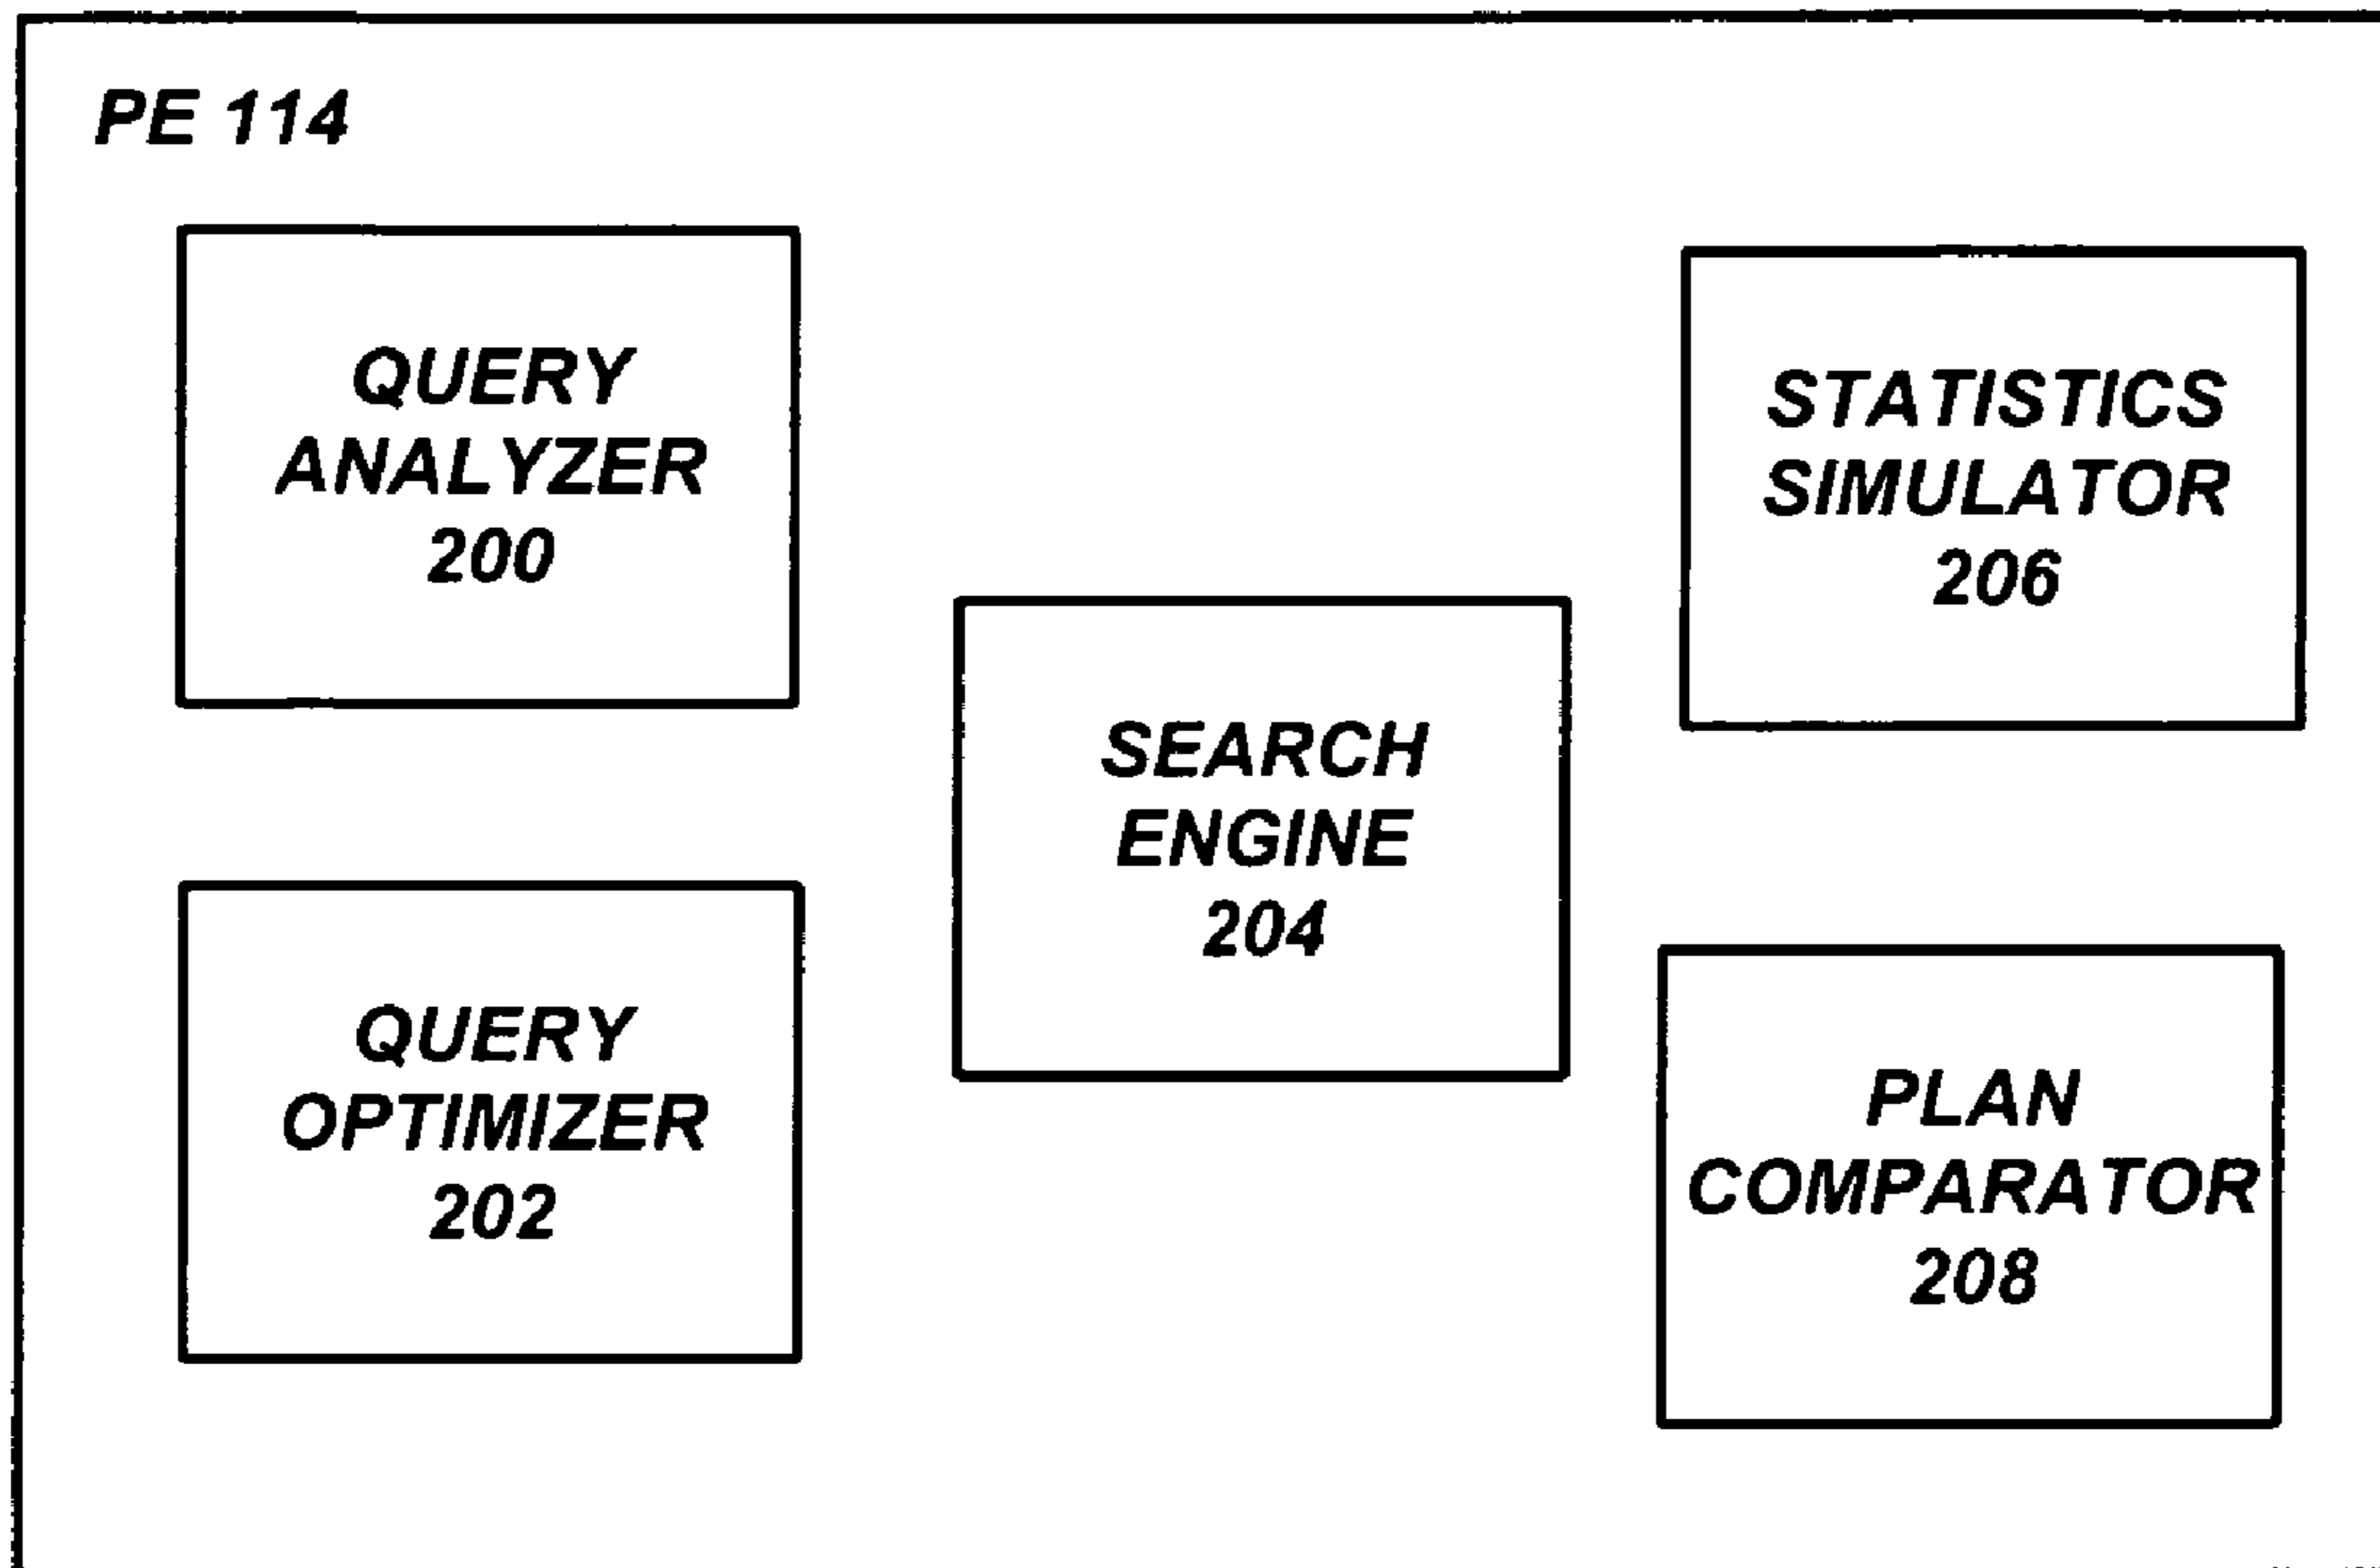 PE 114
QUERY
ANALYZER
200
QUERY
OPTIMIZER
202
SEARCH
ENGINE
204
STATISTICS
SIMULATOR
206
PLAN
COMPARATOR
208